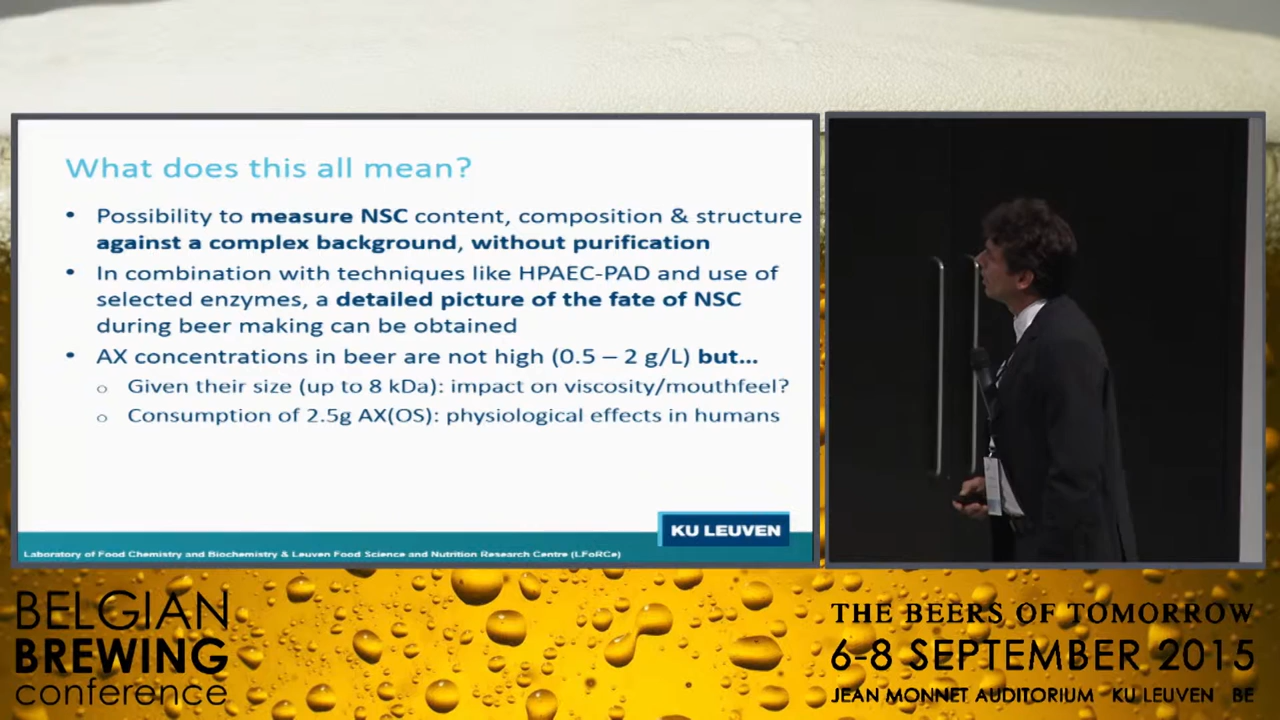 What does this all mean?
• Possibility to measure NSC content, composition & structure
against a complex background, without purification
• In combination with techniques like HPAEC-PAD and use of
selected enzymes, a detailed picture of the fate of NSC
during beer making can be obtained
• AX concentrations in beer are not high (0.5 – 2 g/L) but...
○ Given their size (up to 8 kDa): impact on viscosity/mouthfeel?
○ Consumption of 2.5g AX(OS): physiological effects in humans
KU LEUVEN
Laboratory of Food Chemistry and Biochemistry & Leuven Food Science and Nutrition Research Centre (LFoRCe)
BELGIAN
BREWING
conference
THE BEERS OF TOMORROW
6-8 SEPTEMBER 2015
JEAN MONNET AUDITORIUM KU LEUVEN BE